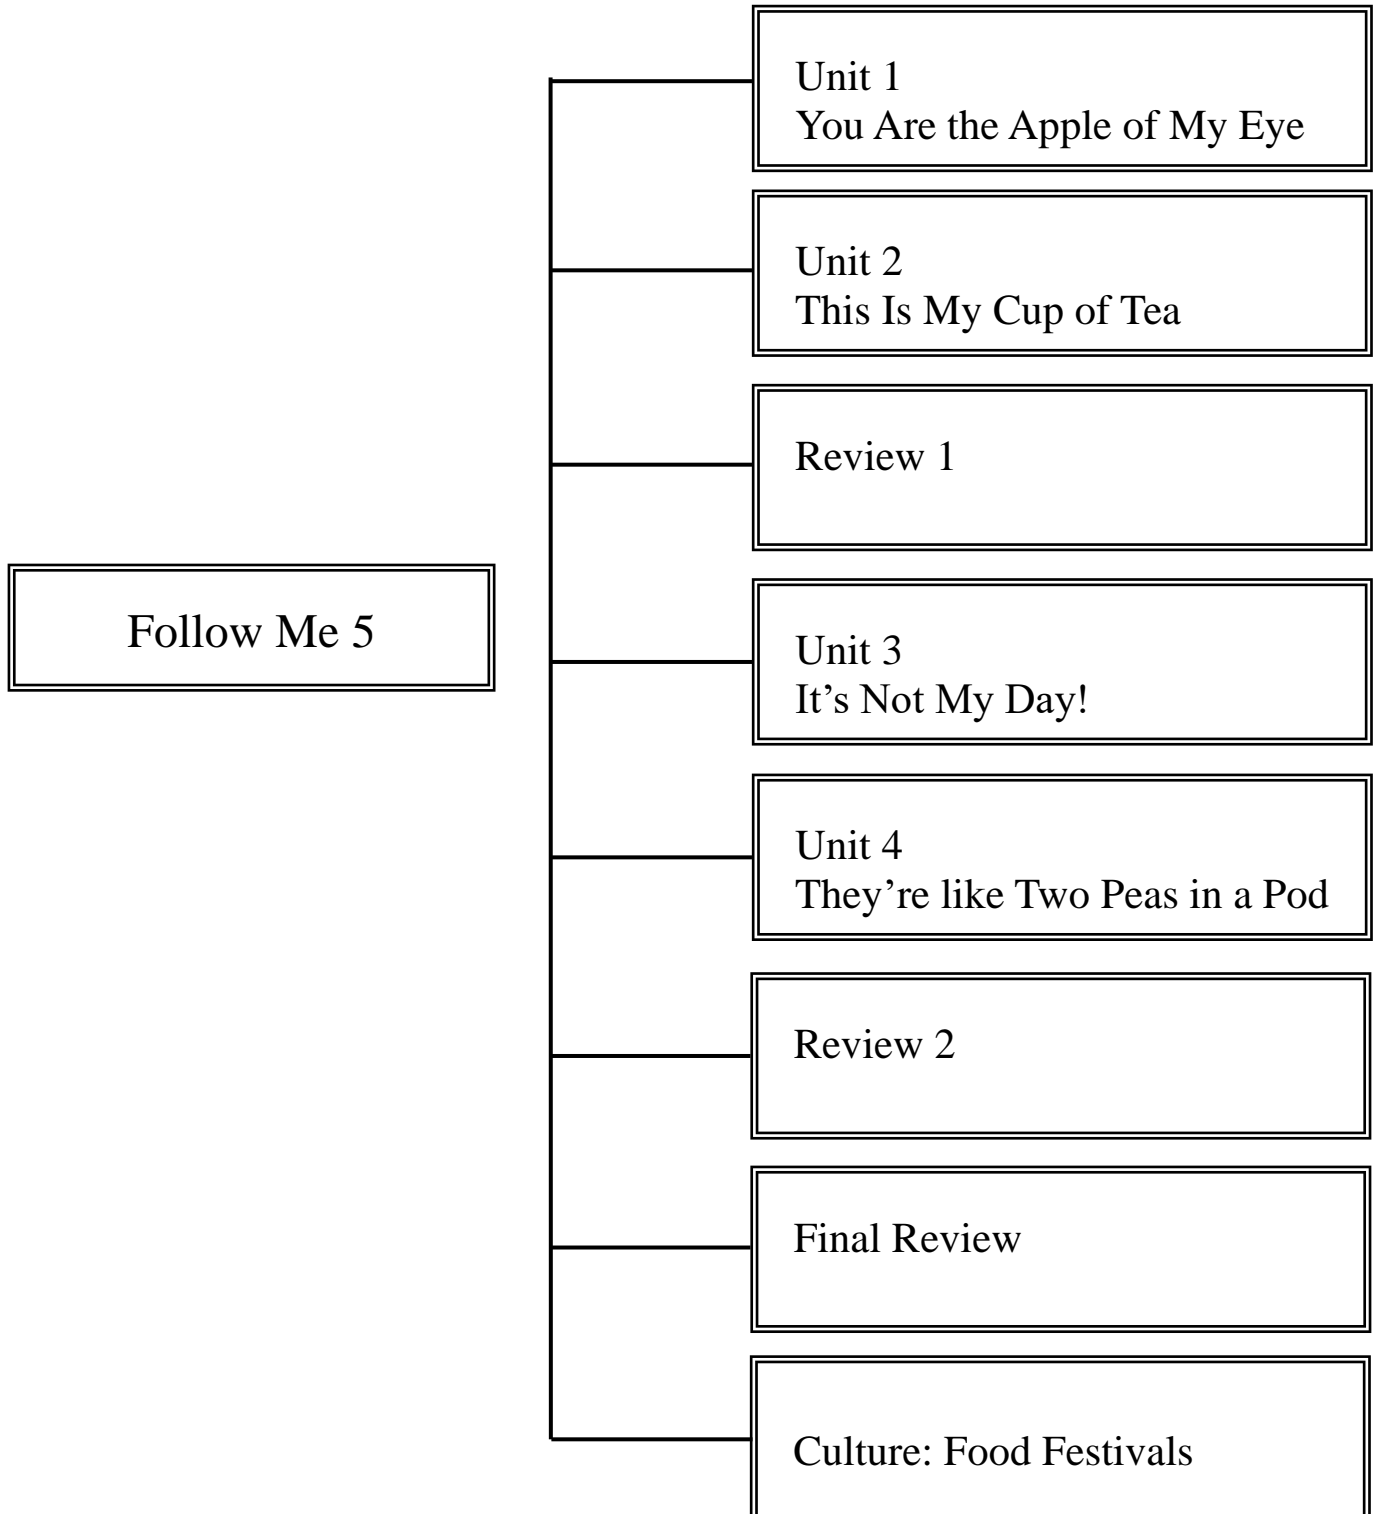 Follow Me 5
Unit 1
You Are the Apple of My Eye
Unit 2
This Is My Cup of Tea
Review 1
Unit 3
It’s Not My Day!
Unit 4
They’re like Two Peas in a Pod
Review 2
Final Review
Culture: Food Festivals